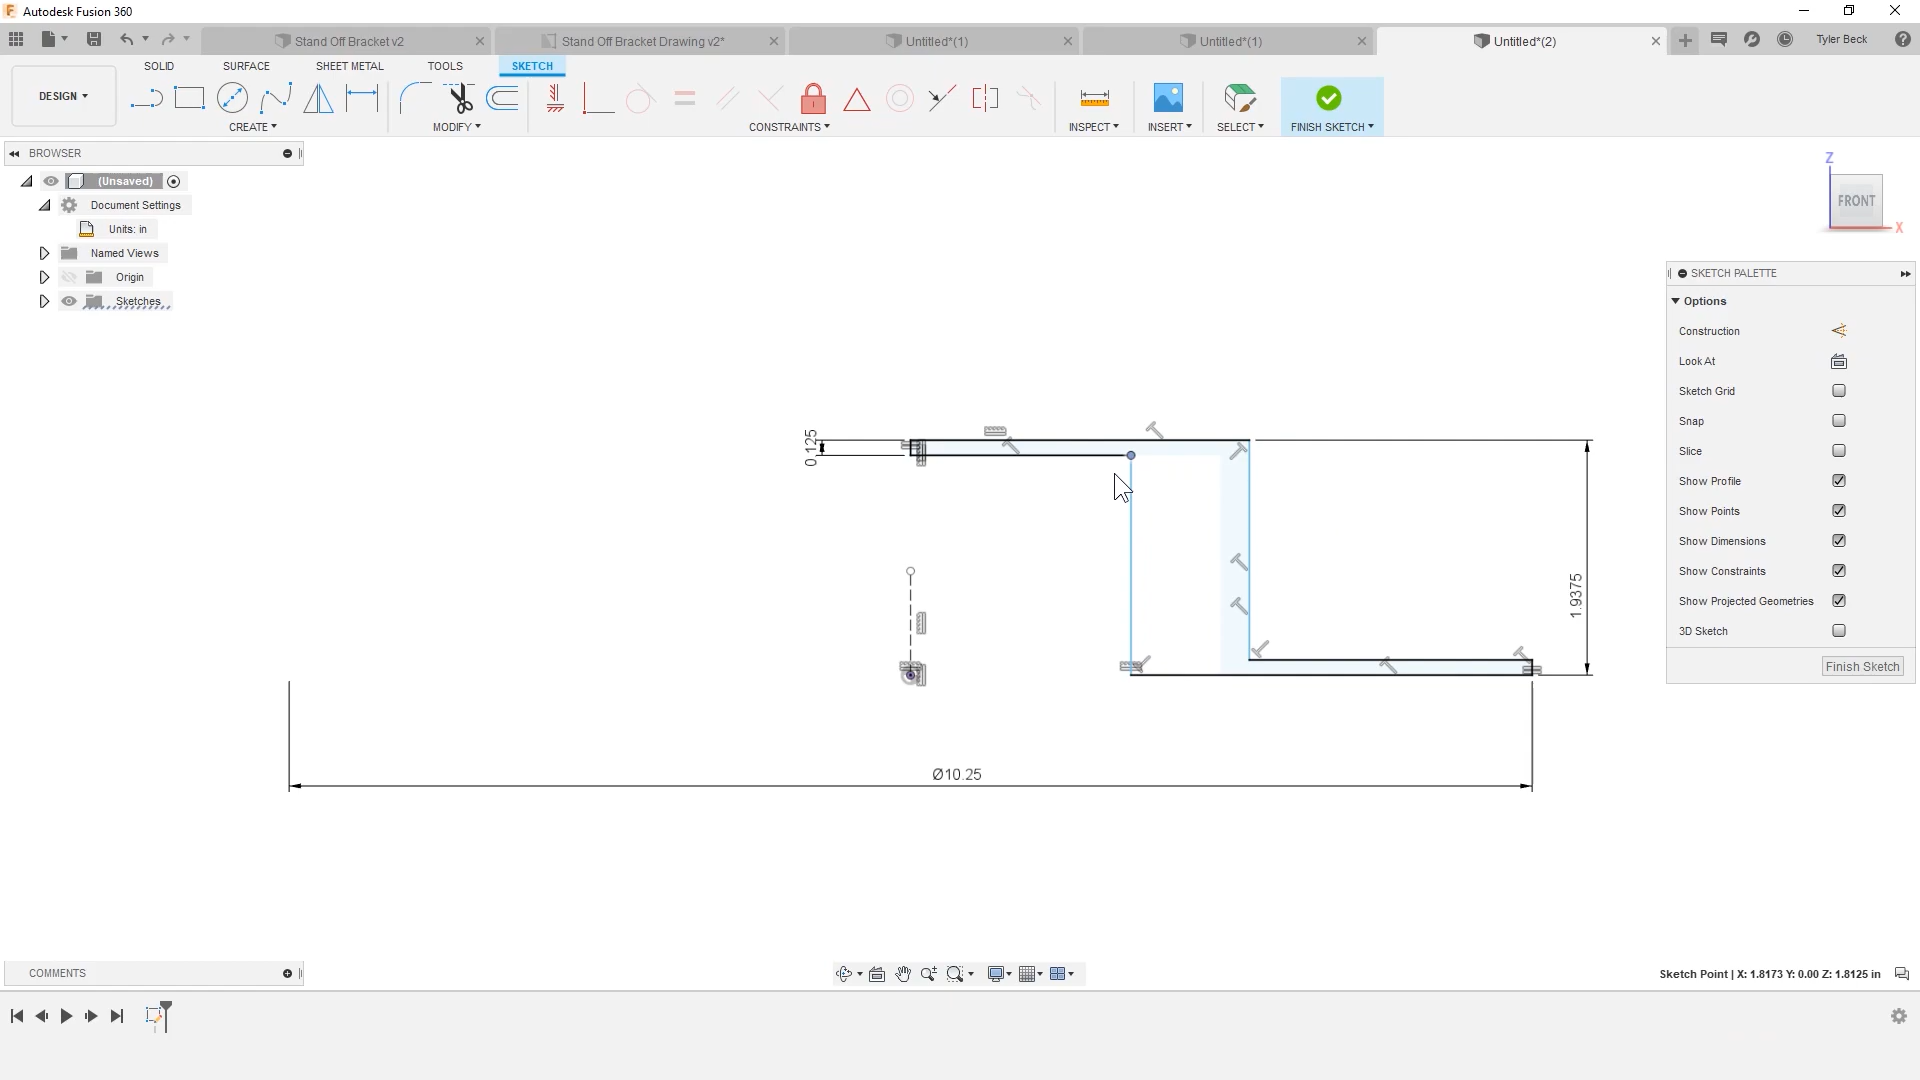 Autodesk Fusion 360
Stand Off Bracket v2
Stand Off Bracket Drawing v2*
Untitled*(1)
Untitled*(1)
Untitled*(2)
Tyler Beck
DESIGN
SOLID
SURFACE
SHEET METAL
TOOLS
SKETCH
CREATE
MODIFY
CONSTRAINTS
INSPECT
INSERT
SELECT
FINISH SKETCH
BROWSER
(Unsaved)
Document Settings
Units: in
Named Views
Origin
Sketches
Z
FRONT
X
SKETCH PALETTE
Options
Construction
Look At
Sketch Grid
Snap
Slice
Show Profile
Show Points
Show Dimensions
Show Constraints
Show Projected Geometries
3D Sketch
Finish Sketch
0.125
1.9375
Ø10.25
COMMENTS
Sketch Point | X: 1.8173 Y: 0.00 Z: 1.8125 in